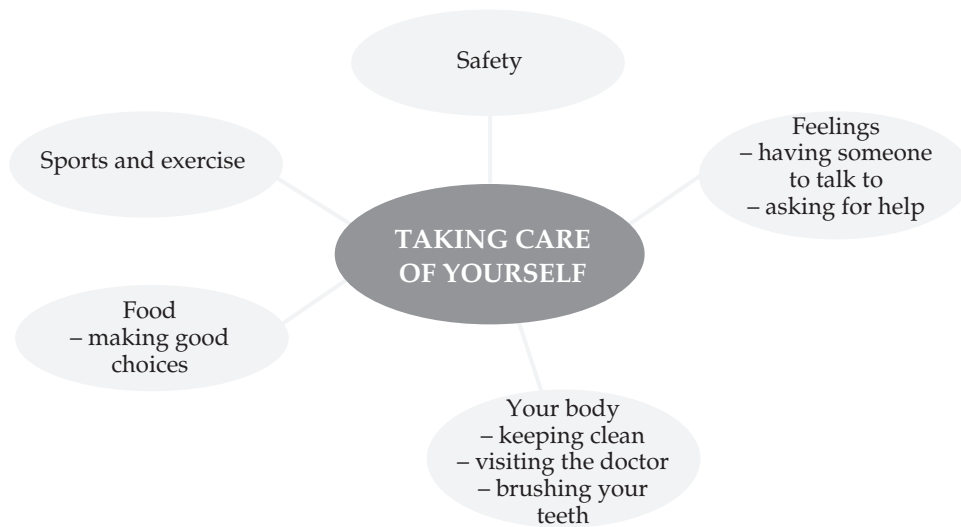 Safety
Sports and exercise
Feelings
– having someone
to talk to
– asking for help
TAKING CARE
OF YOURSELF
Food
– making good
choices
Your body
– keeping clean
– visiting the doctor
– brushing your
teeth